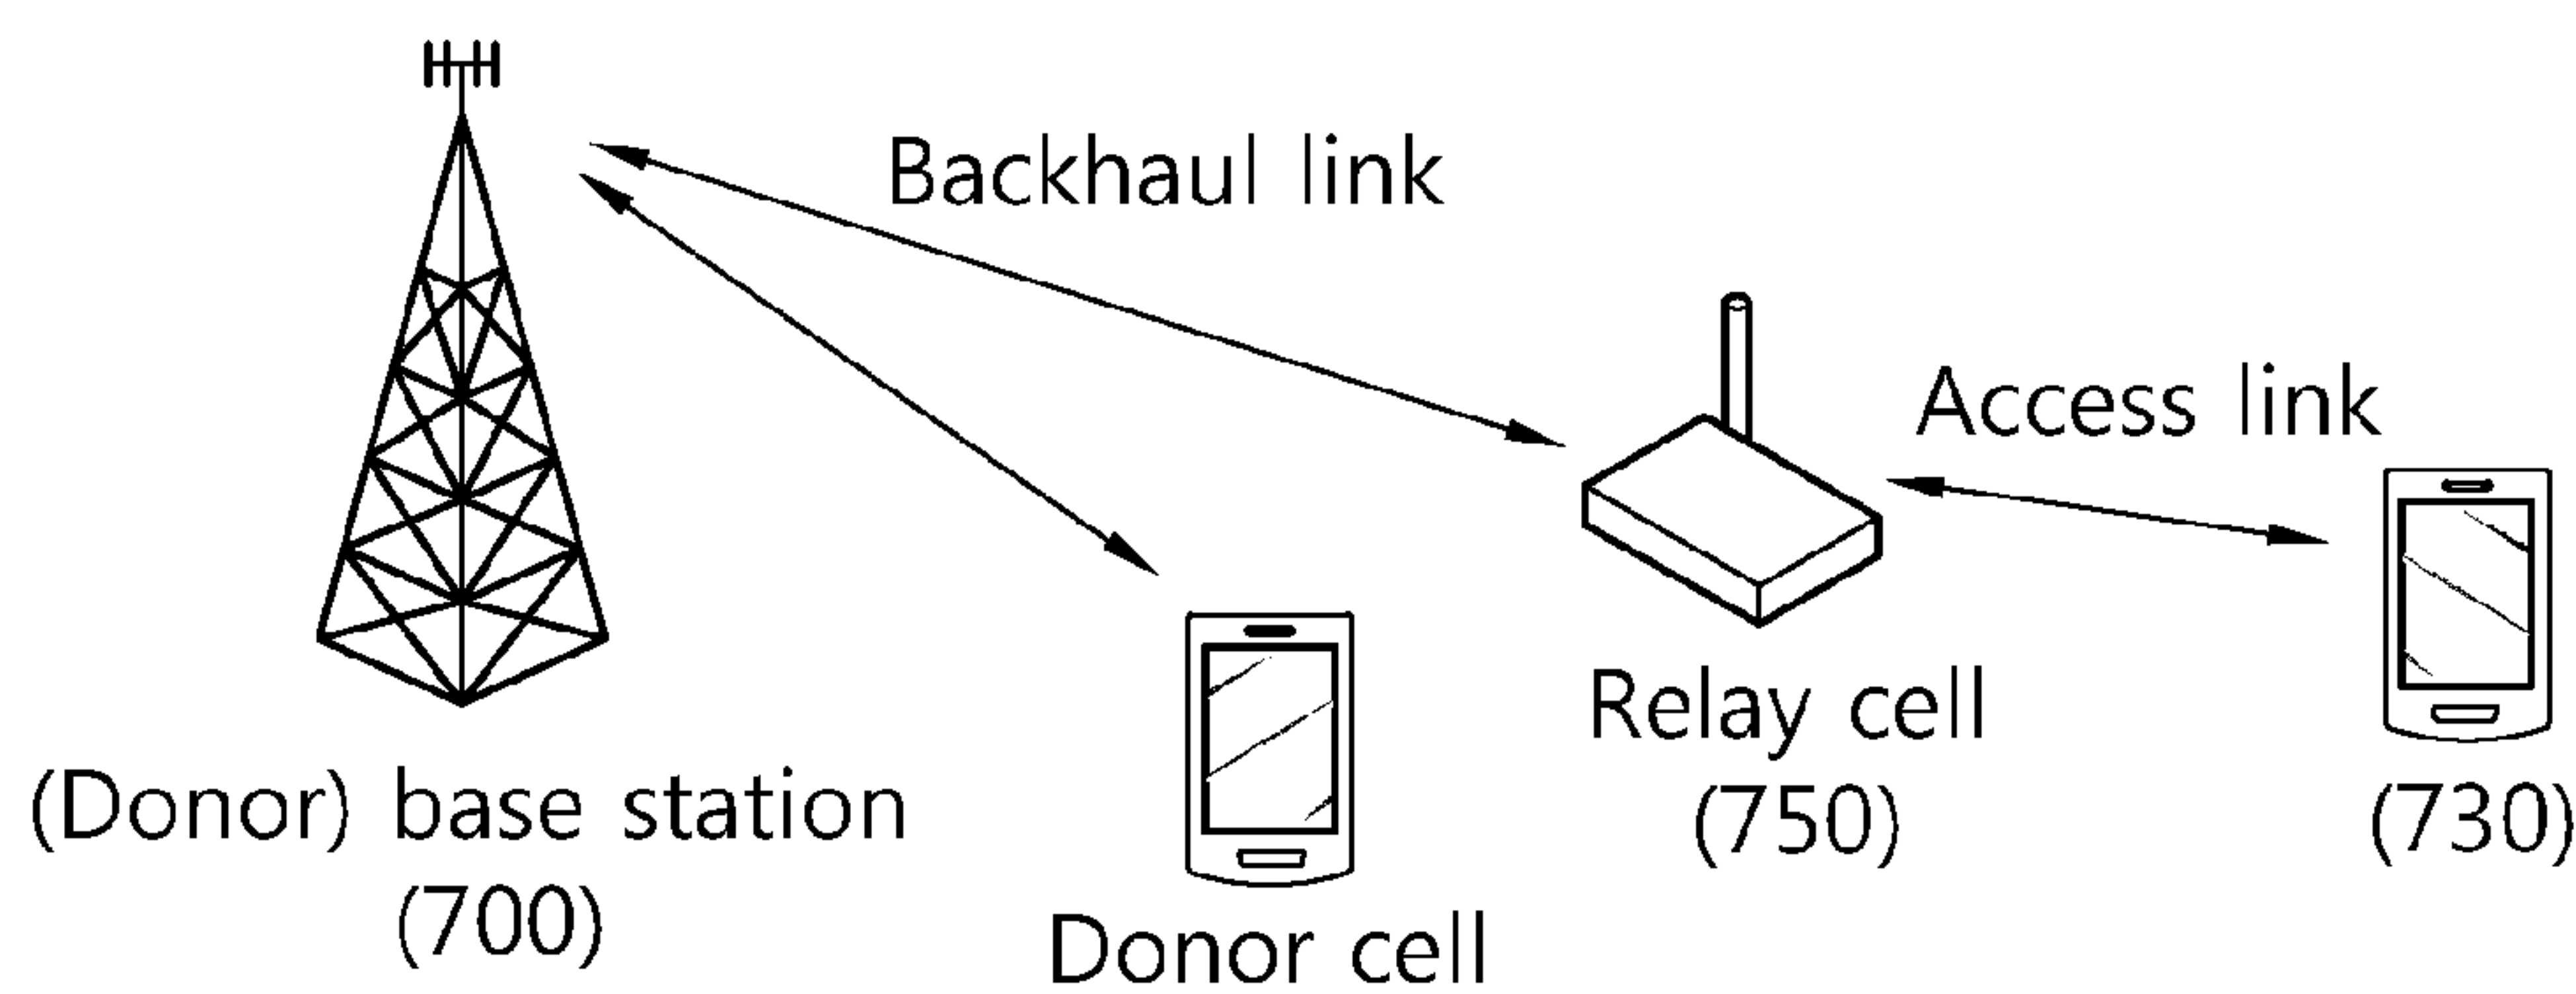 Backhaul link
Access link
(Donor) base station
(700)
Donor cell
Relay cell
(750)
(730)